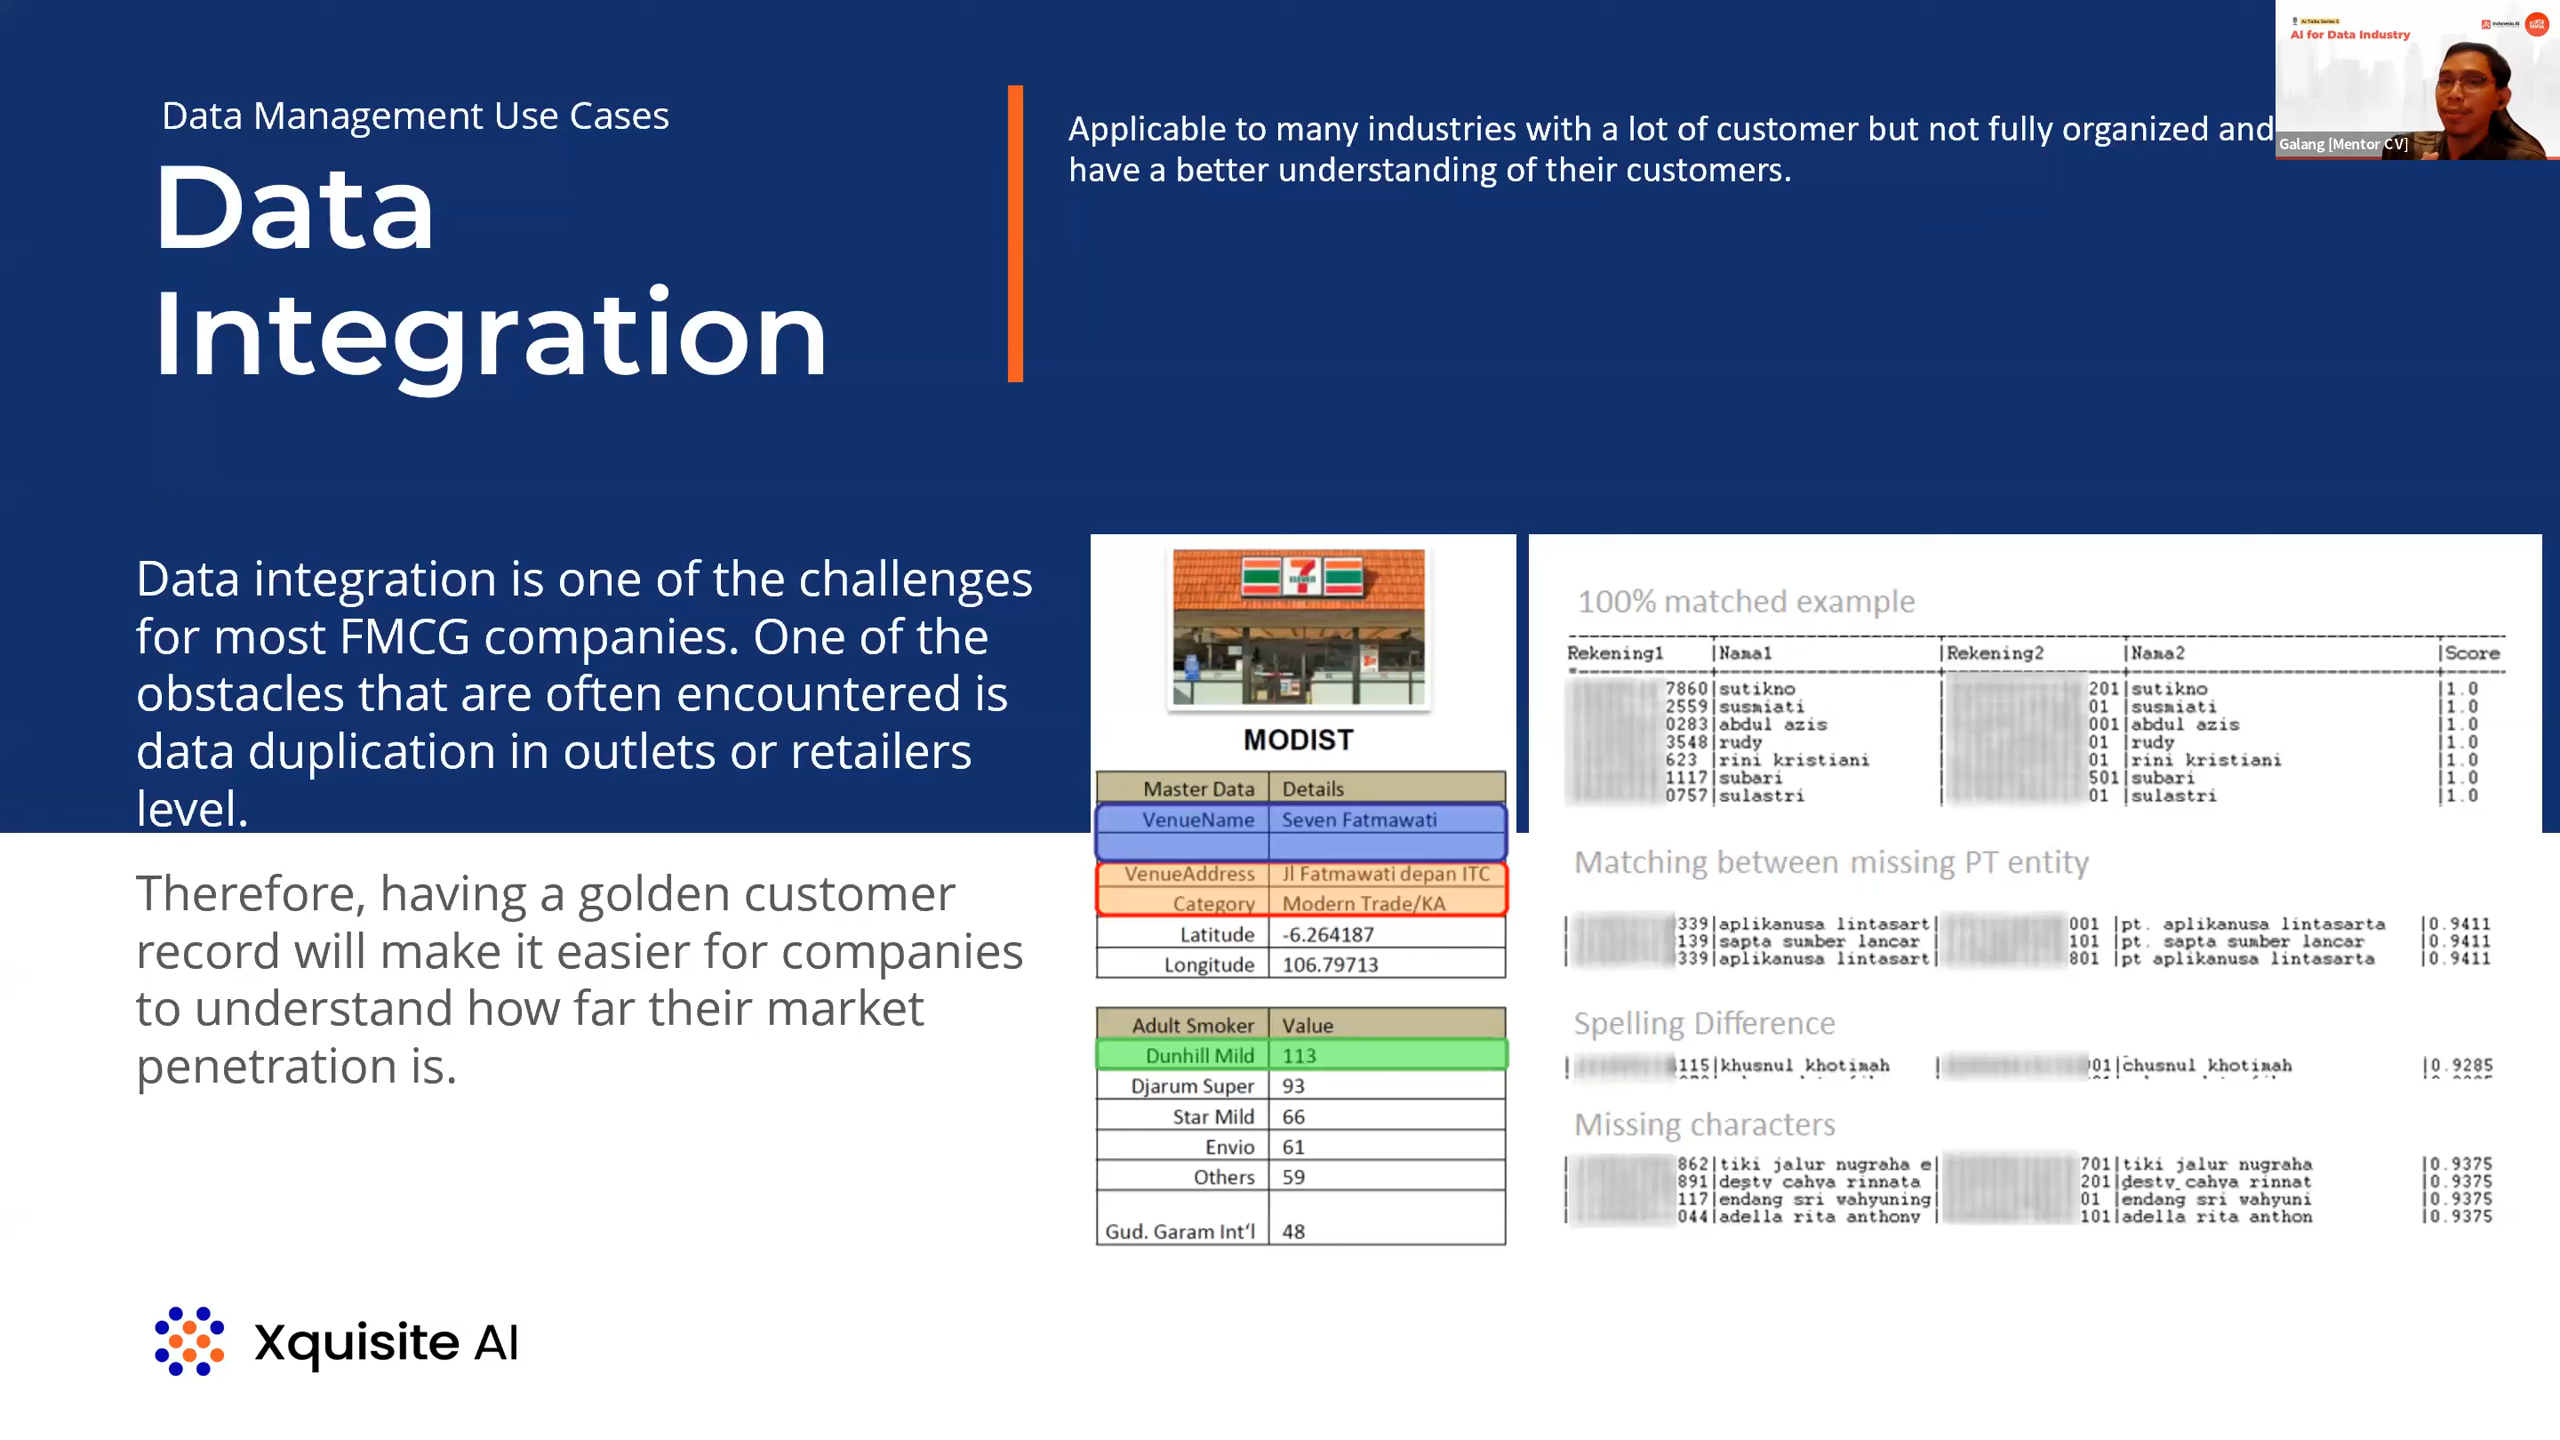 Data Management Use Cases
Data
Integration
Applicable to many industries with a lot of customer but not fully organized and
have a better understanding of their customers.
AI Talks Series 5
AI for Data Industry
Indonesia AI
Galang [Mentor CV]
Data integration is one of the challenges
for most FMCG companies. One of the
obstacles that are often encountered is
data duplication in outlets or retailers
level.
Therefore, having a golden customer
record will make it easier for companies
to understand how far their market
penetration is.
7 ELEVEN
MODIST
Master Data Details
VenueName Seven Fatmawati
VenueAddress Jl Fatmawati depan ITC
Category Modern Trade/KA
Latitude -6.264187
Longitude 106.79713
Adult Smoker Value
Dunhill Mild 113
Djarum Super 93
Star Mild 66
Envio 61
Others 59
Gud. Garam Int'l 48
100% matched example
Rekening1 |Nama1 |Rekening2 |Nama2 |Score
7860|sutikno | 201|sutikno |1.0
2559|susmiati | 01 |susmiati |1.0
0283|abdul azis | 001|abdul azis |1.0
3548|rudy | 01 |rudy |1.0
623 |rini kristiani | 01 |rini kristiani |1.0
1117|subari | 501|subari |1.0
0757|sulastri | 01 |sulastri |1.0
Matching between missing PT entity
339|aplikanusa lintasart| 001 |pt. aplikanusa lintasarta |0.9411
139|sapta sumber lancar | 101 |pt. sapta sumber lancar |0.9411
339|aplikanusa lintasart| 801 |pt aplikanusa lintasarta |0.9411
Spelling Difference
115|khusnul khotimah | 01|chusnul khotimah |0.9285
Missing characters
862|tiki jalur nugraha e| 701|tiki jalur nugraha |0.9375
891|desty cahya rinnata | 201|desty cahya rinnat |0.9375
117|endang sri wahyuning| 01 |endang sri wahyuni |0.9375
044|adella rita anthony | 101|adella rita anthon |0.9375
Xquisite AI